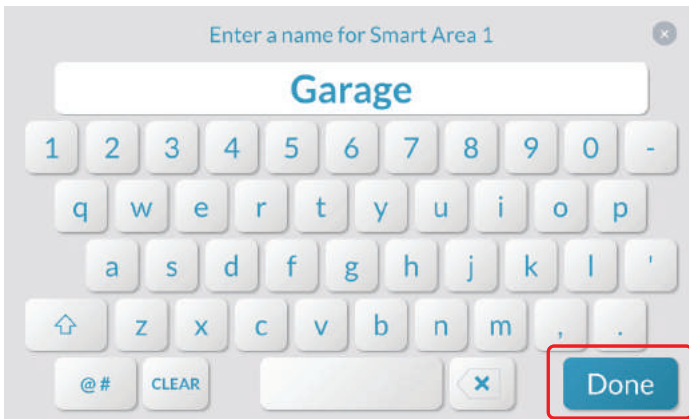 Enter a name for Smart Area 1
Garage
1 2 3 4 5 6 7 8 9 0 -
q w e r t y u i o p
a s d f g h j k l '
z x c v b n m , .
@# CLEAR Done